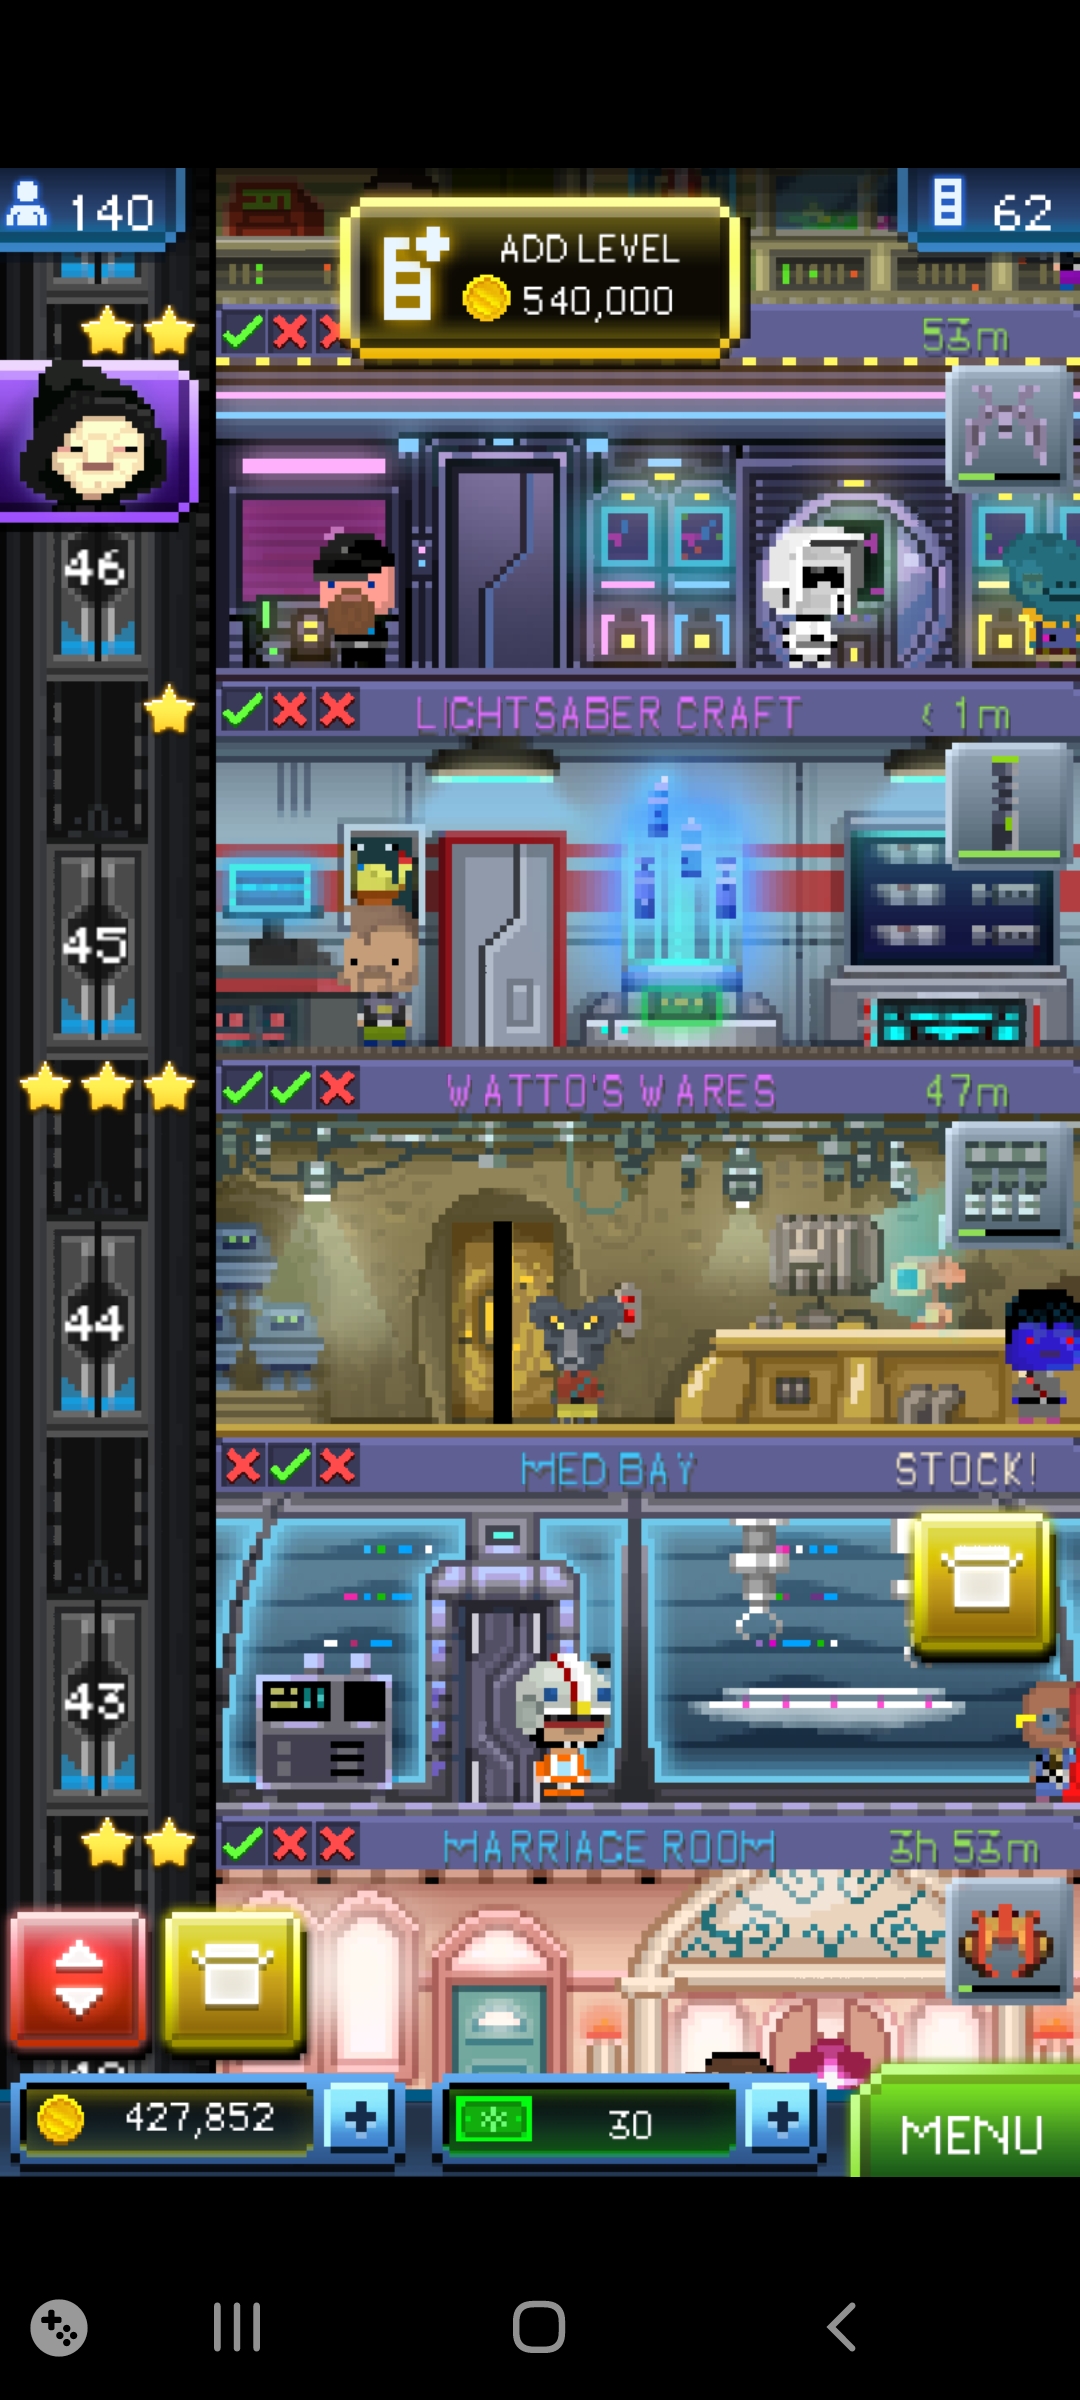 140
ADD LEVEL
540,000
62
53m
46
LIGHTSABER CRAFT
< 1m
45
WATTO'S WARES
47m
44
MED BAY
STOCK!
43
MARRIAGE ROOM
3h 53m
427,852
30
MENU